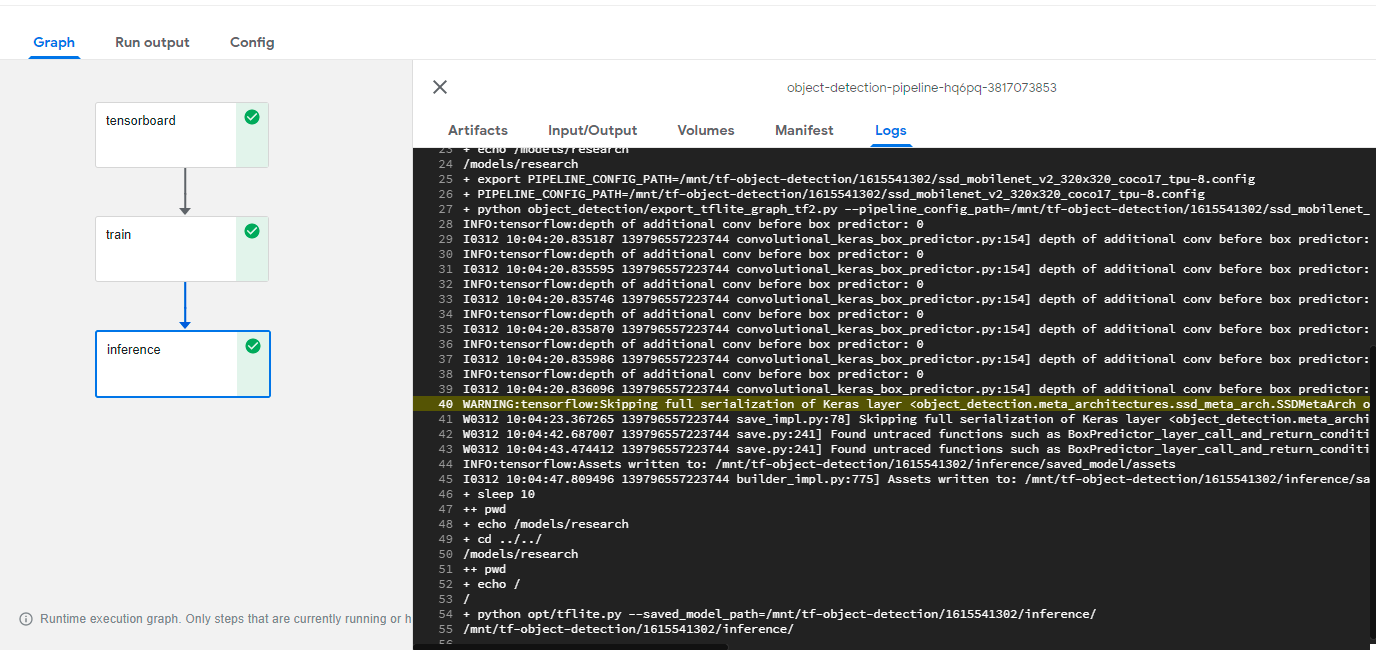 Graph Run output Config
tensorboard
train
inference
Runtime execution graph. Only steps that are currently running or h
object-detection-pipeline-hq6pq-3817073853
Artifacts Input/Output Volumes Manifest Logs
23 + echo /models/research
24 /models/research
25 + export PIPELINE_CONFIG_PATH=/mnt/tf-object-detection/1615541302/ssd_mobilenet_v2_320x320_coco17_tpu-8.config
26 + PIPELINE_CONFIG_PATH=/mnt/tf-object-detection/1615541302/ssd_mobilenet_v2_320x320_coco17_tpu-8.config
27 + python object_detection/export_tflite_graph_tf2.py --pipeline_config_path=/mnt/tf-object-detection/1615541302/ssd_mobilenet_
28 INFO:tensorflow:depth of additional conv before box predictor: 0
29 I0312 10:04:20.835187 139796557223744 convolutional_keras_box_predictor.py:154] depth of additional conv before box predictor:
30 INFO:tensorflow:depth of additional conv before box predictor: 0
31 I0312 10:04:20.835595 139796557223744 convolutional_keras_box_predictor.py:154] depth of additional conv before box predictor:
32 INFO:tensorflow:depth of additional conv before box predictor: 0
33 I0312 10:04:20.835746 139796557223744 convolutional_keras_box_predictor.py:154] depth of additional conv before box predictor:
34 INFO:tensorflow:depth of additional conv before box predictor: 0
35 I0312 10:04:20.835870 139796557223744 convolutional_keras_box_predictor.py:154] depth of additional conv before box predictor:
36 INFO:tensorflow:depth of additional conv before box predictor: 0
37 I0312 10:04:20.835986 139796557223744 convolutional_keras_box_predictor.py:154] depth of additional conv before box predictor:
38 INFO:tensorflow:depth of additional conv before box predictor: 0
39 I0312 10:04:20.836096 139796557223744 convolutional_keras_box_predictor.py:154] depth of additional conv before box predictor:
40 WARNING:tensorflow:Skipping full serialization of Keras layer <object_detection.meta_architectures.ssd_meta_arch.SSDMetaArch o
41 W0312 10:04:23.367265 139796557223744 save_impl.py:78] Skipping full serialization of Keras layer <object_detection.meta_archi
42 W0312 10:04:42.687007 139796557223744 save.py:241] Found untraced functions such as BoxPredictor_layer_call_and_return_conditi
43 W0312 10:04:43.474412 139796557223744 save.py:241] Found untraced functions such as BoxPredictor_layer_call_and_return_conditi
44 INFO:tensorflow:Assets written to: /mnt/tf-object-detection/1615541302/inference/saved_model/assets
45 I0312 10:04:47.809496 139796557223744 builder_impl.py:775] Assets written to: /mnt/tf-object-detection/1615541302/inference/sa
46 + sleep 10
47 ++ pwd
48 + echo /models/research
49 + cd ../../
50 /models/research
51 ++ pwd
52 + echo /
53 /
54 + python opt/tflite.py --saved_model_path=/mnt/tf-object-detection/1615541302/inference/
55 /mnt/tf-object-detection/1615541302/inference/
56